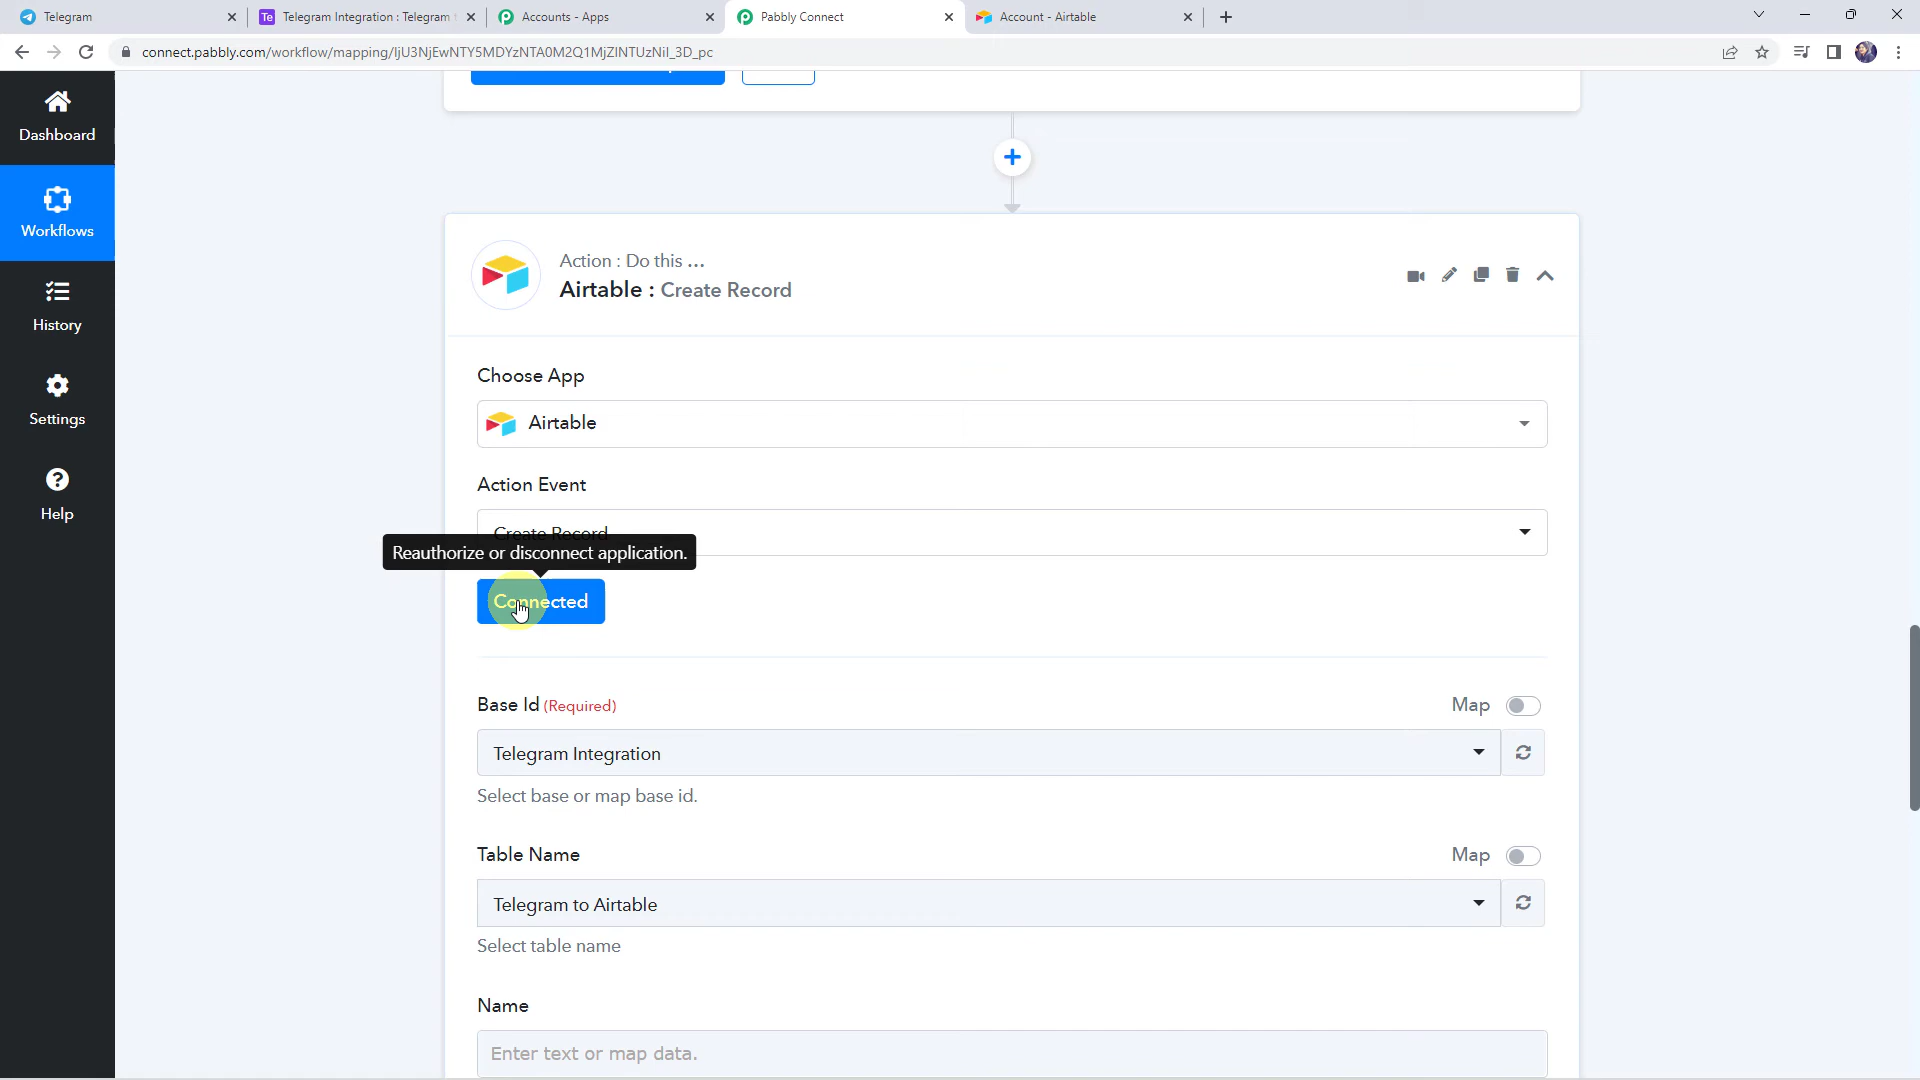 Telegram
Te
Telegram Integration : Telegram
Accounts - Apps
Pabbly Connect
Account - Airtable
connect.pabbly.com/workflow/mapping/IjU3NjEwNTY5MDYzNTA0M2Q1MjZlNTUzNiI_3D_pc
Dashboard
Workflows
History
Settings
Help
Action : Do this ...
Airtable : Create Record
Choose App
Airtable
Action Event
Create Record
Reauthorize or disconnect application.
Connected
Base Id (Required)
Map
Telegram Integration
Select base or map base id.
Table Name
Map
Telegram to Airtable
Select table name
Name
Enter text or map data.